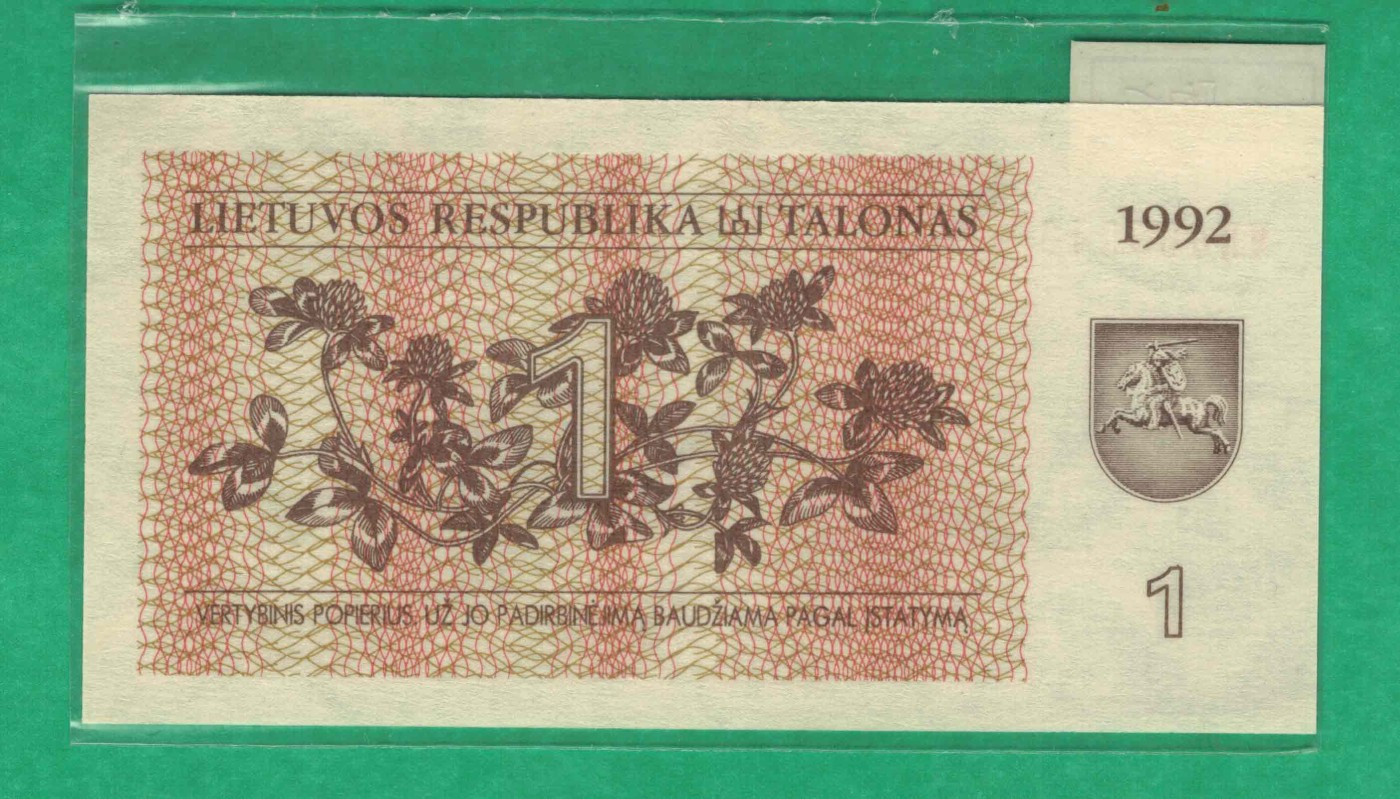 LIETUVOS RESPUBLIKA TALONAS
1992
1
1
VERTYBINIS POPIERIUS. UŽ JO PADIRBINĖJIMĄ BAUDŽIAMA PAGAL ĮSTATYMĄ